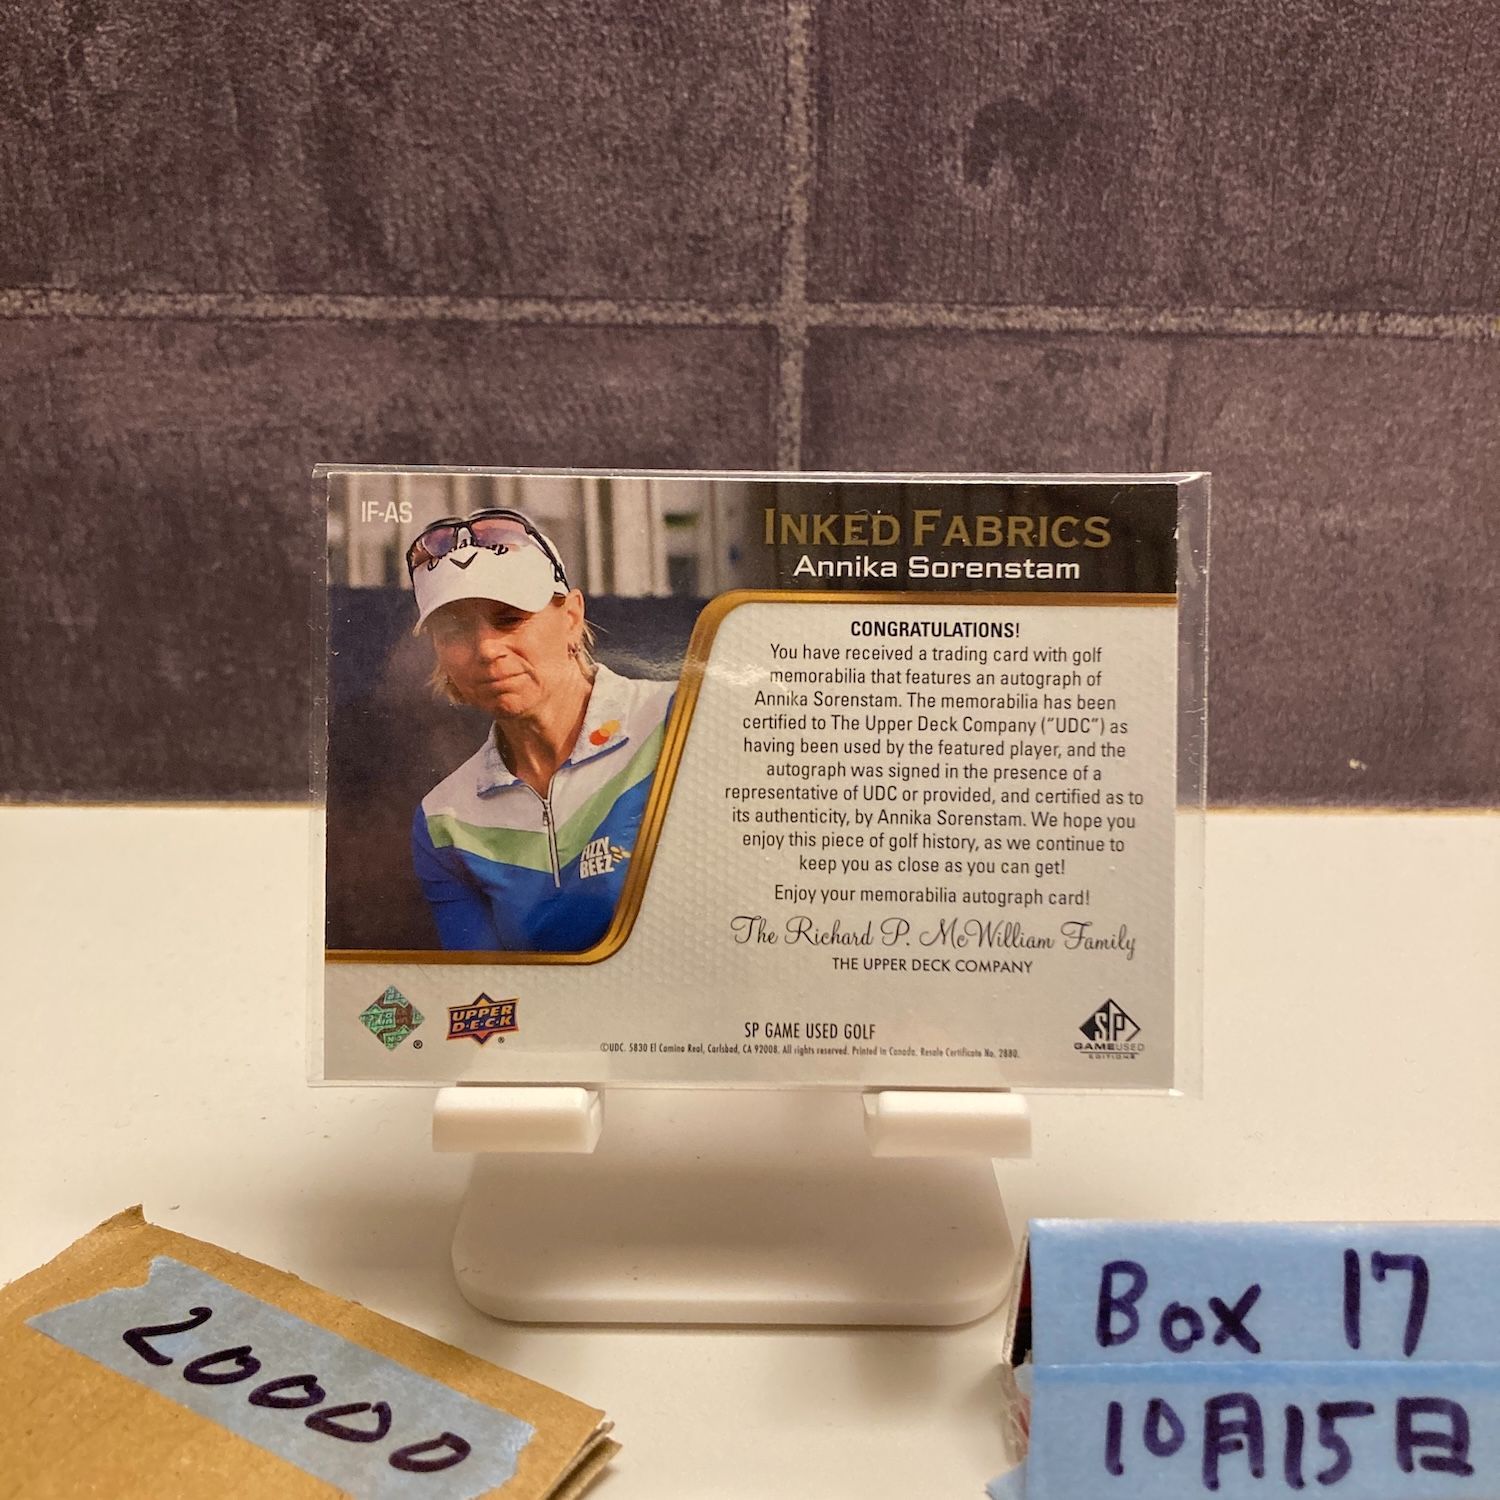 IF-AS
Callaway
INKED FABRICS
Annika Sorenstam
CONGRATULATIONS!
You have received a trading card with golf
memorabilia that features an autograph of
Annika Sorenstam. The memorabilia has been
certified to The Upper Deck Company ("UDC") as
having been used by the featured player, and the
autograph was signed in the presence of a
representative of UDC or provided, and certified as to
its authenticity, by Annika Sorenstam. We hope you
enjoy this piece of golf history, as we continue to
keep you as close as you can get!
Enjoy your memorabilia autograph card!
The Richard P. McWilliam Family
THE UPPER DECK COMPANY
FIZZY
BEEZ
UPPER
D·E·C·K
SP GAME USED GOLF
©UDC. 5830 El Camino Real, Carlsbad, CA 92008. All rights reserved. Printed in Canada. Resale Certificate No. 2880.
SP
GAMEUSED
EDITIONS
20000
Box 17
10月15日